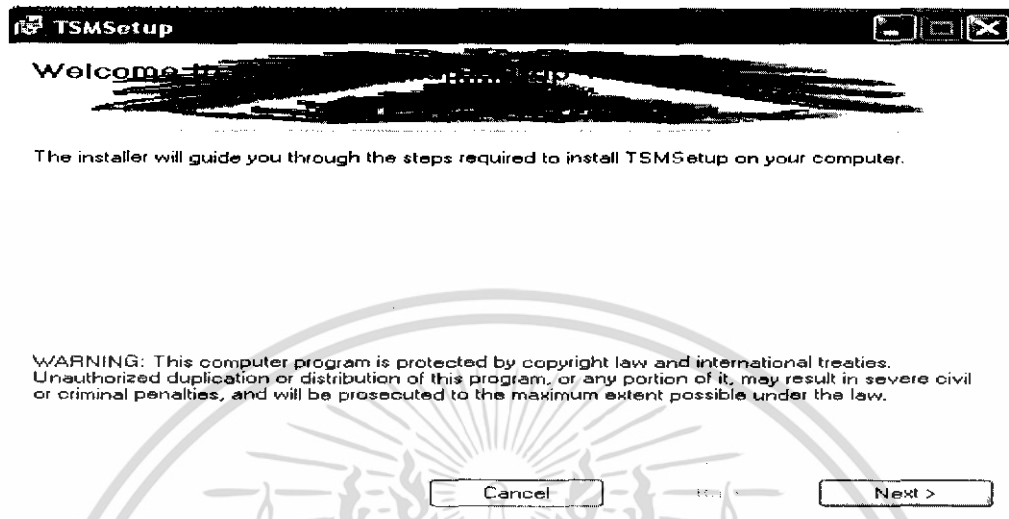 TSMSetup
Welcome
The installer will guide you through the steps required to install TSMSetup on your computer.
WARNING: This computer program is protected by copyright law and international treaties.
Unauthorized duplication or distribution of this program, or any portion of it, may result in severe civil
or criminal penalties, and will be prosecuted to the maximum extent possible under the law.
Cancel
Next >